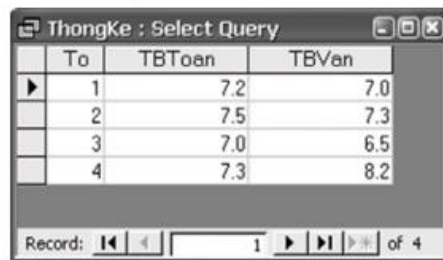 ThongKe : Select Query
To TBToan TBVan
1 7.2 7.0
2 7.5 7.3
3 7.0 6.5
4 7.3 8.2
Record: 1 of 4